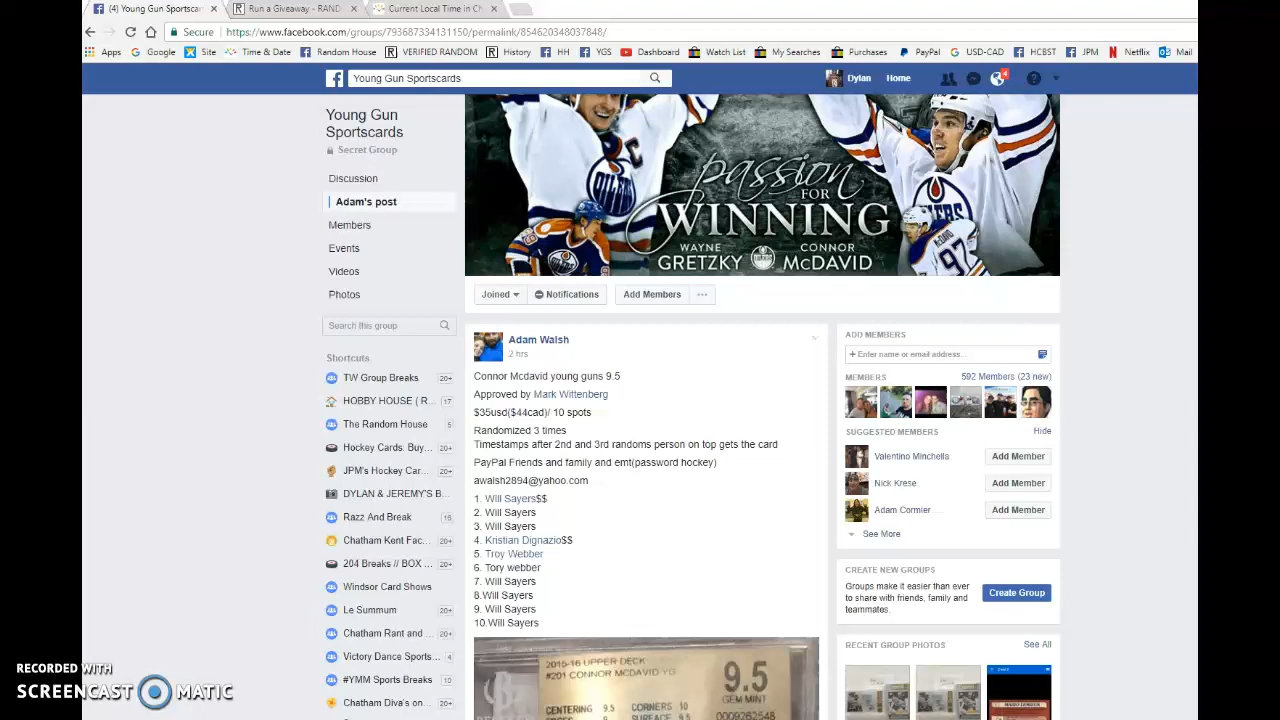 (4) Young Gun Sportscar
Run a Giveaway - RAND
Current Local Time in Ch
Secure
https://www.facebook.com/groups/793687334131150/permalink/854620348037848/
Apps Google Site Time & Date Random House VERIFIED RANDOM History HH YGS Dashboard Watch List My Searches Purchases PayPal USD-CAD HCBST JPM Netflix Mail
Young Gun Sportscards
Dylan Home 4
Young Gun
Sportscards
Secret Group
Discussion
Adam's post
Members
Events
Videos
Photos
Search this group
Shortcuts
TW Group Breaks 20+
HOBBY HOUSE ( R... 17
The Random House 5
Hockey Cards: Buy... 20+
JPM's Hockey Car... 20+
DYLAN & JEREMY'S B...
Razz And Break 16
Chatham Kent Fac... 20+
204 Breaks // BOX ... 20+
Windsor Card Shows
Le Summum 20+
Chatham Rant and ... 20+
Victory Dance Sports... 4
#YMM Sports Breaks 10
Chatham Dive's on... 20+
passion
FOR
WINNING
WAYNE
GRETZKY
CONNOR
McDAVID
Joined Notifications Add Members ...
Adam Walsh
2 hrs
Connor Mcdavid young guns 9.5
Approved by Mark Wittenberg
$35usd($44cad)/ 10 spots
Randomized 3 times
Timestamps after 2nd and 3rd randoms person on top gets the card
PayPal Friends and family and emt(password hockey)
awalsh2894@yahoo.com
1. Will Sayers$$
2. Will Sayers
3. Will Sayers
4. Kristian Dignazio$$
5. Troy Webber
6. Tory webber
7. Will Sayers
8.Will Sayers
9. Will Sayers
10.Will Sayers
2015-16 UPPER DECK
#201 CONNOR McDAVID YG
9.5
GEM MINT
CENTERING 9.5 CORNERS 10
0009262548
ADD MEMBERS
+ Enter name or email address...
MEMBERS 592 Members (23 new)
SUGGESTED MEMBERS Hide
Valentino Minchella Add Member
Nick Krese Add Member
Adam Cormier Add Member
See More
CREATE NEW GROUPS
Groups make it easier than ever
to share with friends, family and
teammates.
Create Group
RECENT GROUP PHOTOS See All
RECORDED WITH
SCREENCAST MATIC